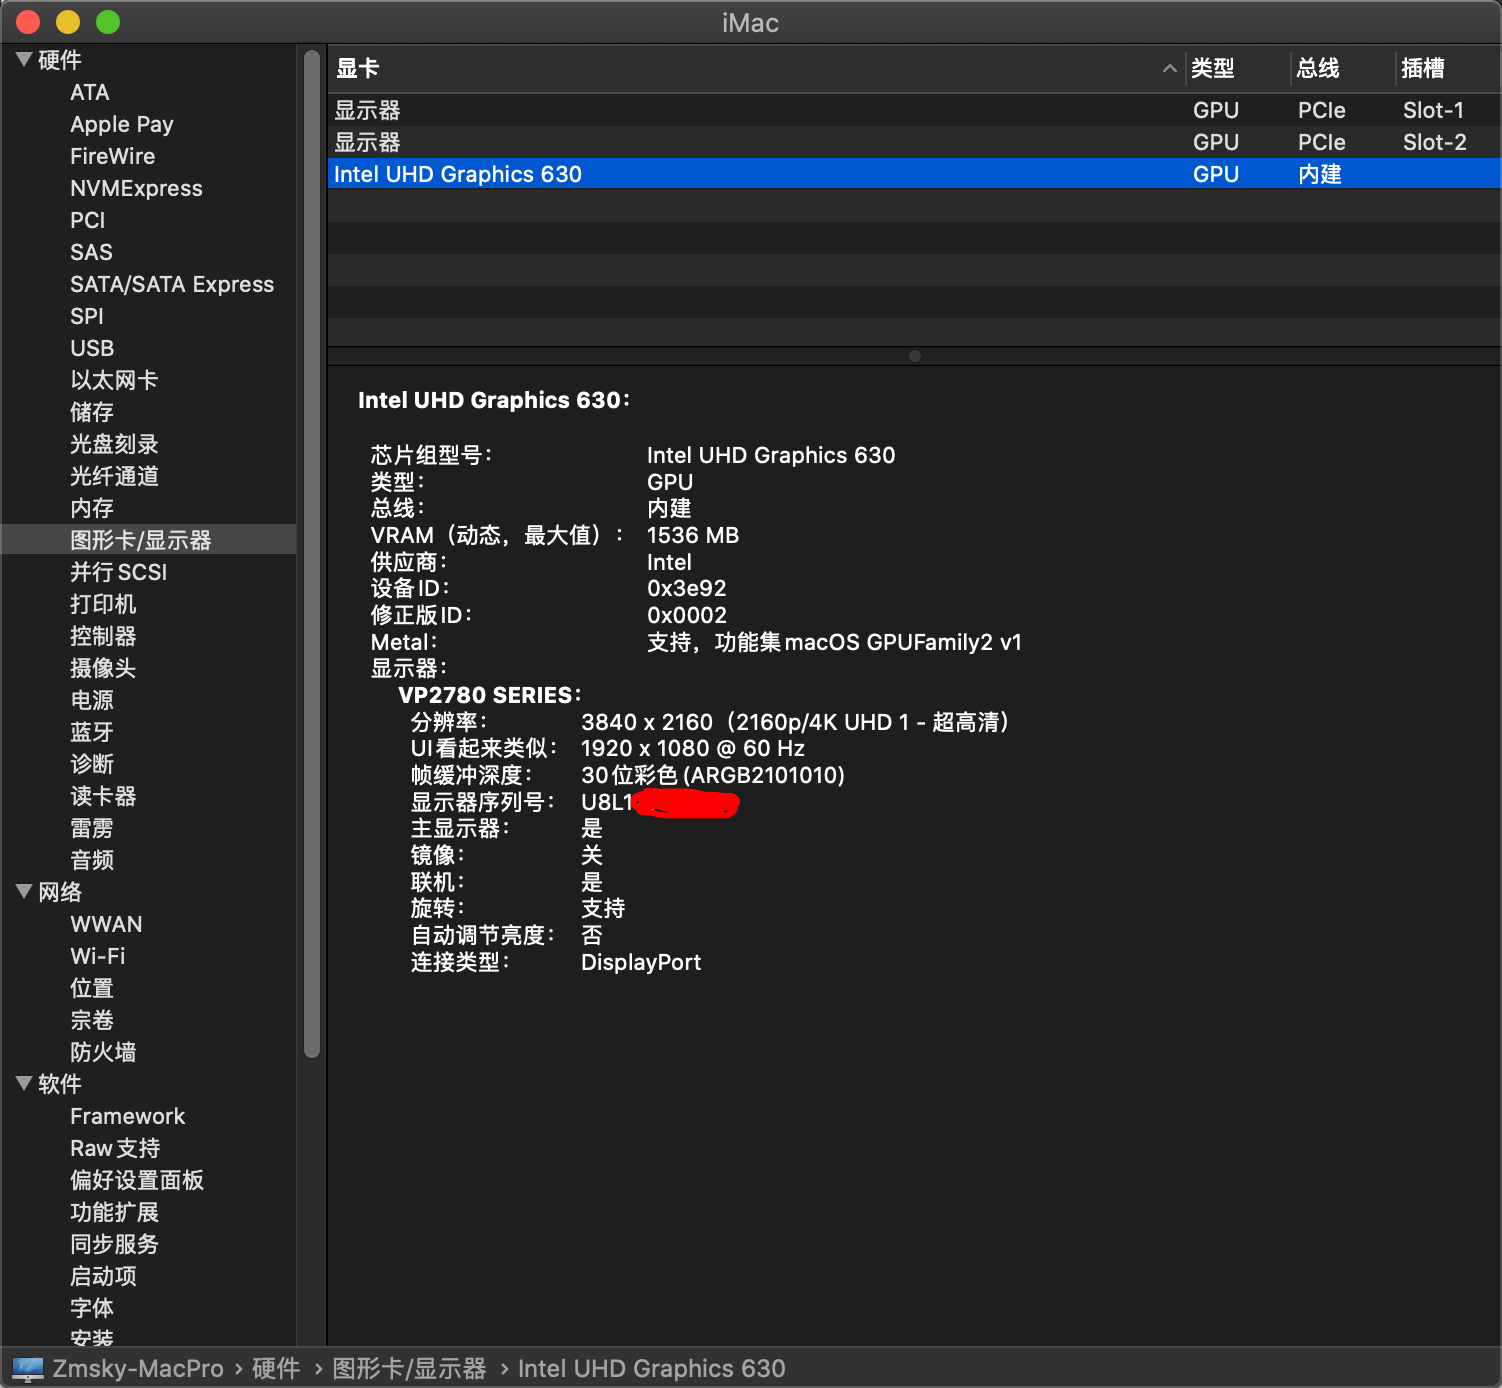 iMac
硬件
ATA
Apple Pay
FireWire
NVMExpress
PCI
SAS
SATA/SATA Express
SPI
USB
以太网卡
储存
光盘刻录
光纤通道
内存
图形卡/显示器
并行 SCSI
打印机
控制器
摄像头
电源
蓝牙
诊断
读卡器
雷雳
音频
网络
WWAN
Wi-Fi
位置
宗卷
防火墙
软件
Framework
Raw 支持
偏好设置面板
功能扩展
同步服务
启动项
字体
安装
显卡 类型 总线 插槽
显示器 GPU PCIe Slot-1
显示器 GPU PCIe Slot-2
Intel UHD Graphics 630 GPU 内建
Intel UHD Graphics 630：
芯片组型号： Intel UHD Graphics 630
类型： GPU
总线： 内建
VRAM（动态，最大值）： 1536 MB
供应商： Intel
设备 ID： 0x3e92
修正版 ID： 0x0002
Metal： 支持，功能集 macOS GPUFamily2 v1
显示器：
VP2780 SERIES：
分辨率： 3840 x 2160（2160p/4K UHD 1 - 超高清）
UI 看起来类似： 1920 x 1080 @ 60 Hz
帧缓冲深度： 30 位彩色 (ARGB2101010)
显示器序列号： U8L1
主显示器： 是
镜像： 关
联机： 是
旋转： 支持
自动调节亮度： 否
连接类型： DisplayPort
Zmsky-MacPro › 硬件 › 图形卡/显示器 › Intel UHD Graphics 630